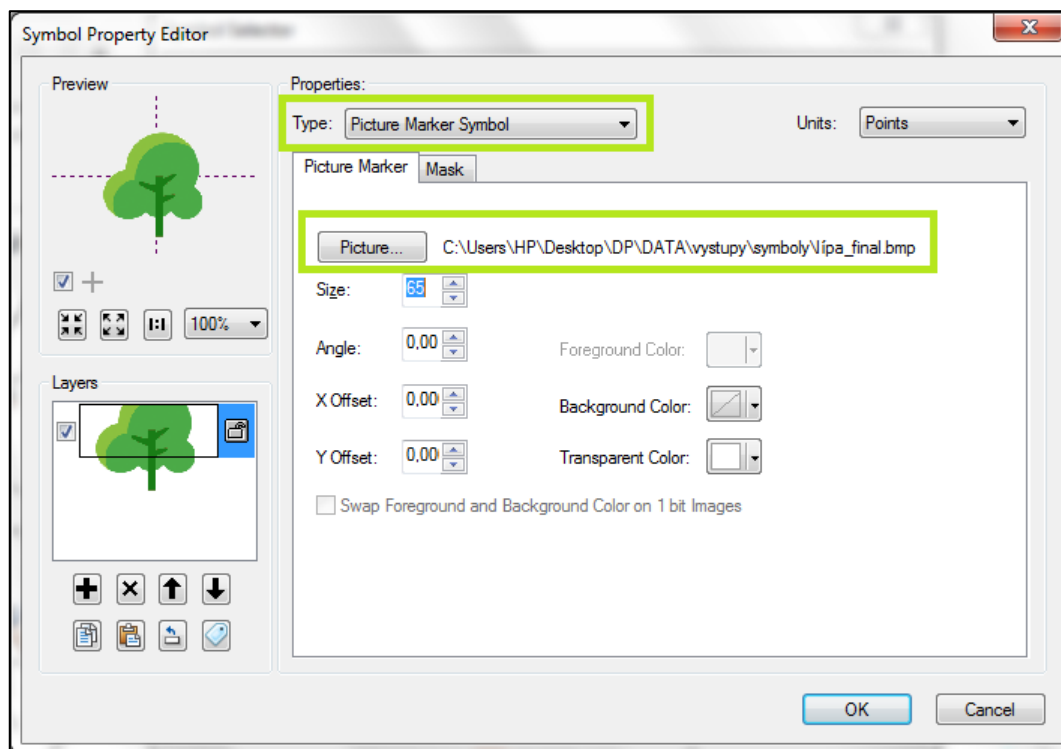 Symbol Property Editor
Preview
Properties:
Type: Picture Marker Symbol
Units: Points
Picture Marker
Mask
Picture... C:\Users\HP\Desktop\DP\DATA\vystupy\symboly\lípa_final.bmp
Size: 65
100%
Angle: 0,00
Foreground Color:
Layers
X Offset: 0,00
Background Color:
Y Offset: 0,00
Transparent Color:
Swap Foreground and Background Color on 1 bit Images
OK
Cancel